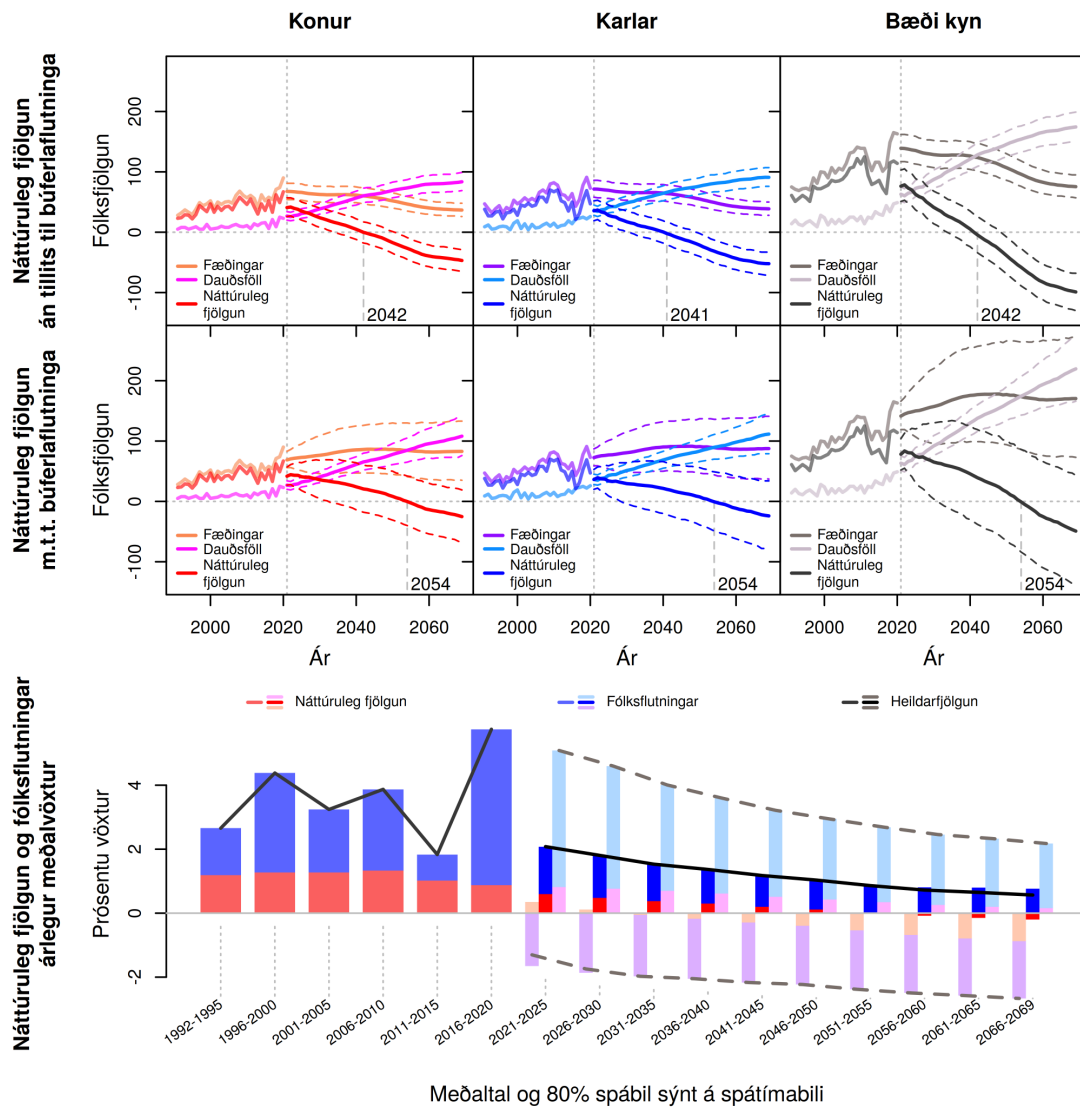 Konur
Karlar
Bæði kyn
Náttúruleg fjölgun
án tillits til búferlaflutninga
Fólksfjölgun
200
100
0
-100
Fæðingar
Dauðsföll
Náttúruleg
fjölgun
2042
Fæðingar
Dauðsföll
Náttúruleg
fjölgun
2041
Fæðingar
Dauðsföll
Náttúruleg
fjölgun
2042
Náttúruleg fjölgun
m.t.t. búferlaflutninga
Fólksfjölgun
200
100
0
-100
Fæðingar
Dauðsföll
Náttúruleg
fjölgun
2054
Fæðingar
Dauðsföll
Náttúruleg
fjölgun
2054
Fæðingar
Dauðsföll
Náttúruleg
fjölgun
2054
2000 2020 2040 2060
2000 2020 2040 2060
2000 2020 2040 2060
Ár
Ár
Ár
Náttúruleg fjölgun og fólksflutningar
árlegur meðalvöxtur
Náttúruleg fjölgun
Fólksflutningar
Heildarfjölgun
Prósentu vöxtur
4
2
0
-2
1992-1995
1996-2000
2001-2005
2006-2010
2011-2015
2016-2020
2021-2025
2026-2030
2031-2035
2036-2040
2041-2045
2046-2050
2051-2055
2056-2060
2061-2065
2066-2069
Meðaltal og 80% spábil sýnt á spátímabili